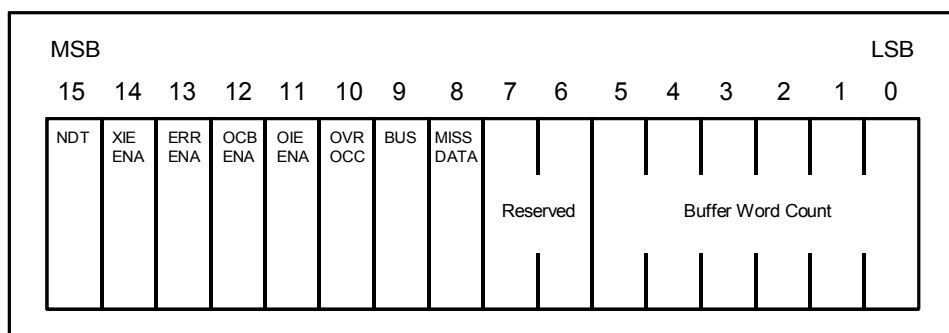 MSB LSB
15 14 13 12 11 10 9 8 7 6 5 4 3 2 1 0
NDT XIE ERR OCB OIE OVR BUS MISS
ENA ENA ENA ENA OCC DATA
Reserved Buffer Word Count